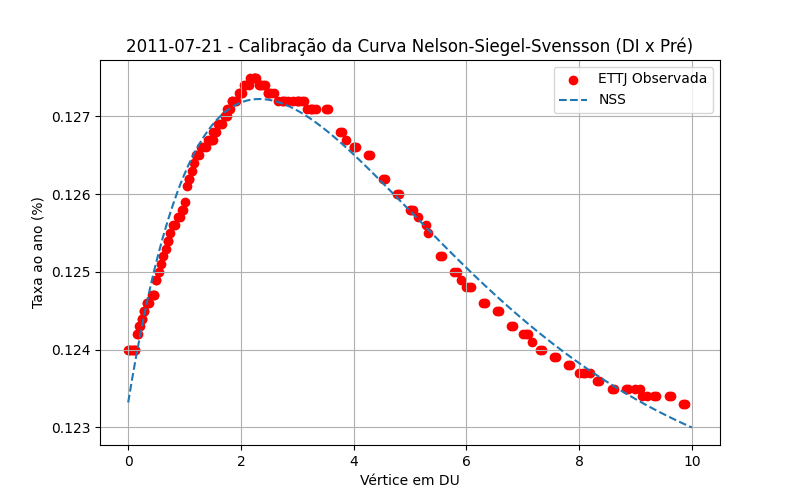 2011-07-21 - Calibração da Curva Nelson-Siegel-Svensson (DI x Pré)
ETTJ Observada
NSS
Taxa ao ano (%)
0.127
0.126
0.125
0.124
0.123
0
2
4
6
8
10
Vértice em DU